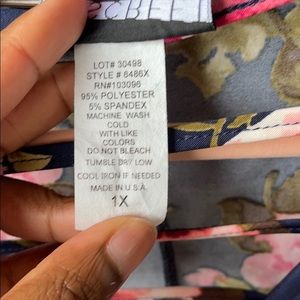 LOT# 30498
STYLE # 6486X
RN#103096
95% POLYESTER
5% SPANDEX
MACHINE WASH
COLD
WITH LIKE
COLORS
DO NOT BLEACH
TUMBLE DRY LOW
COOL IRON IF NEEDED
MADE IN U.S.A.
1X